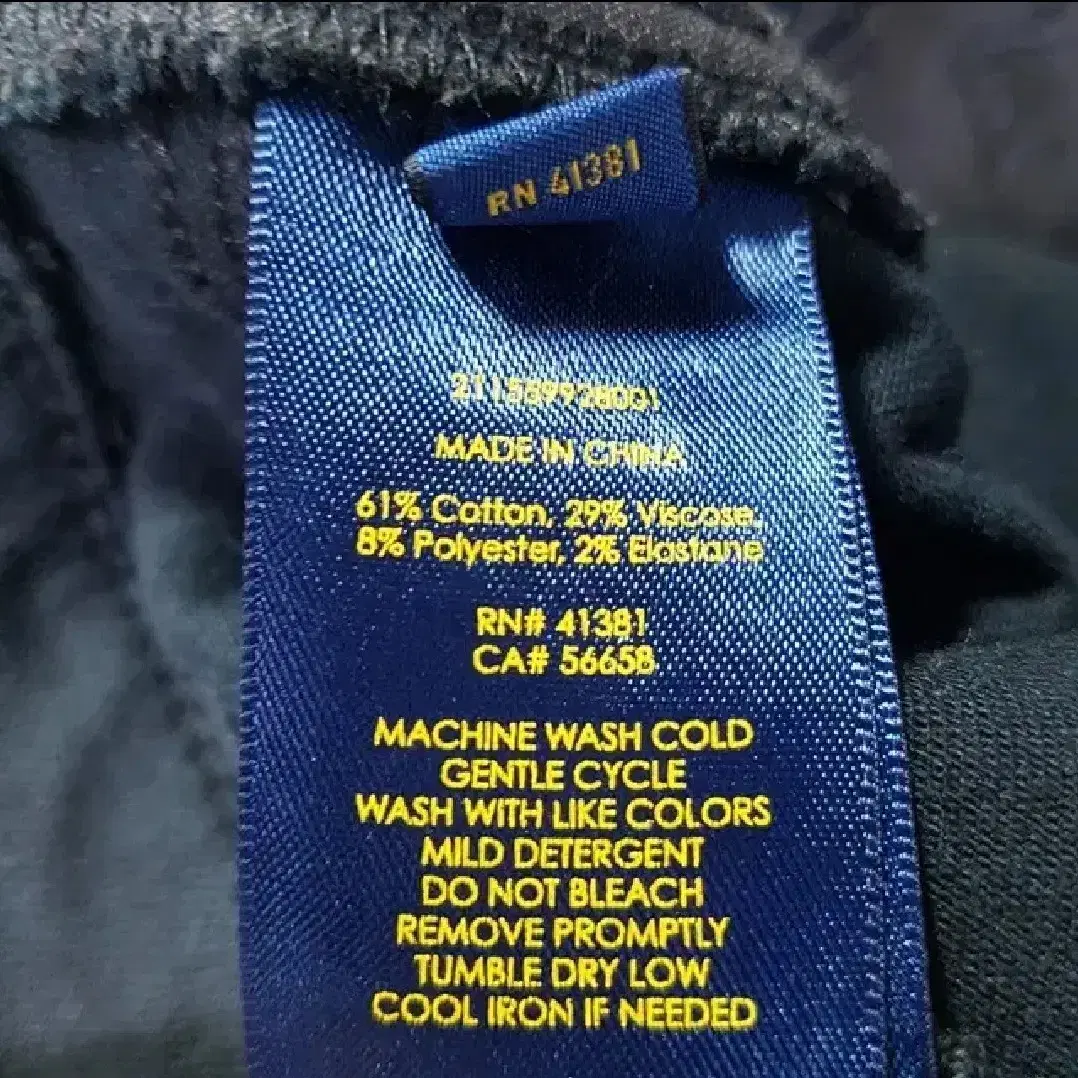 RN 41381
211559928001
MADE IN CHINA
61% Cotton, 29% Viscose,
8% Polyester, 2% Elastane
RN# 41381
CA# 56658
MACHINE WASH COLD
GENTLE CYCLE
WASH WITH LIKE COLORS
MILD DETERGENT
DO NOT BLEACH
REMOVE PROMPTLY
TUMBLE DRY LOW
COOL IRON IF NEEDED